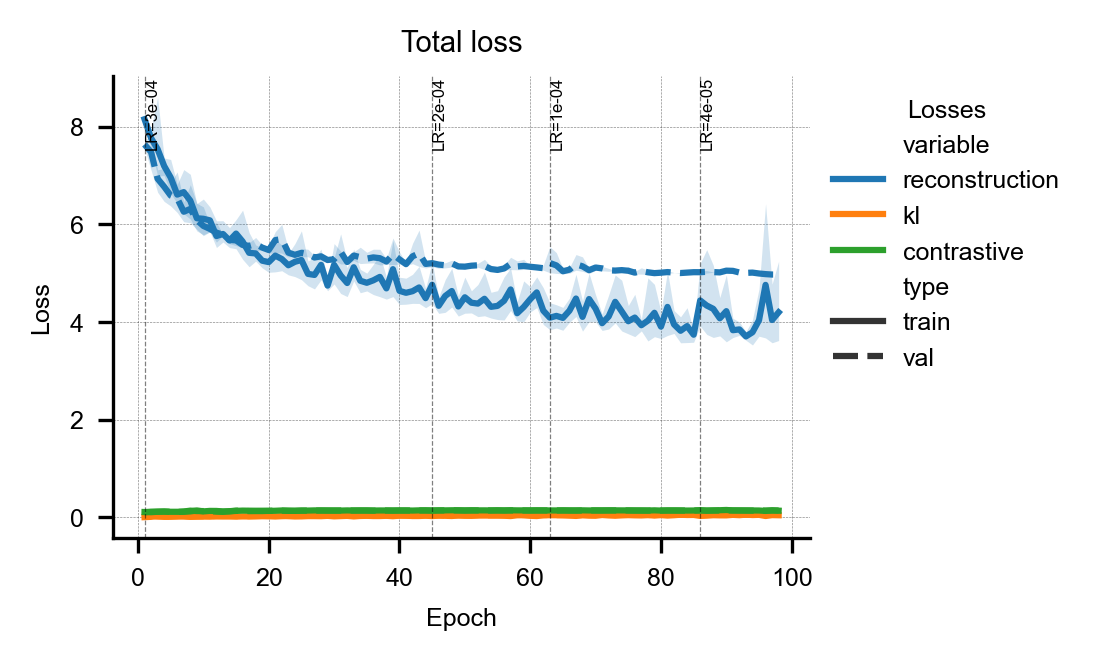 Total loss
LR=3e-04
LR=2e-04
LR=1e-04
LR=4e-05
8
6
4
2
0
Loss
0
20
40
60
80
100
Epoch
Losses
variable
reconstruction
kl
contrastive
type
train
val